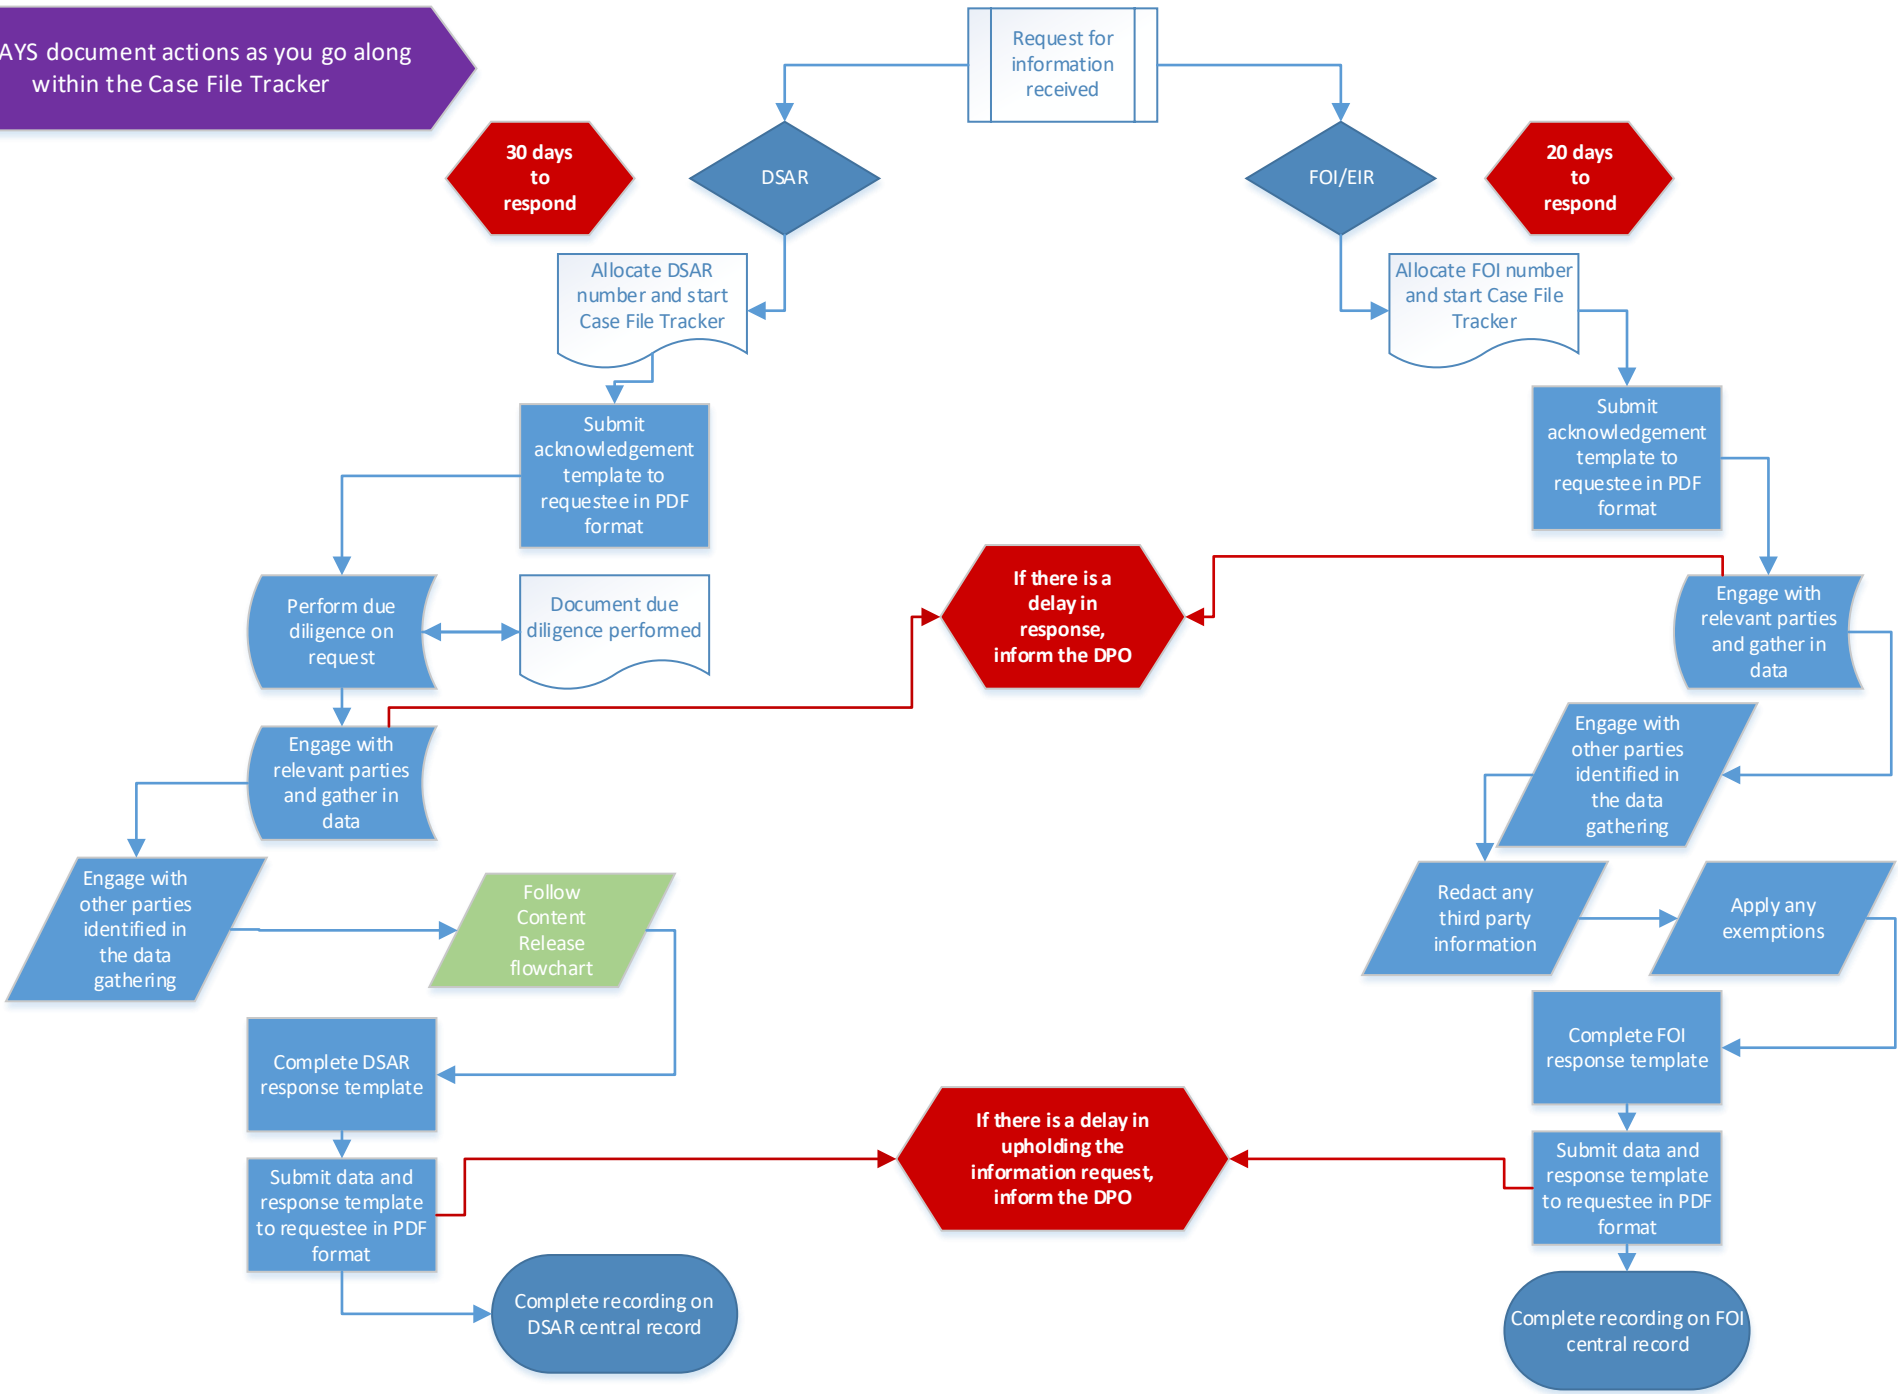 AYS document actions as you go along
within the Case File Tracker
Request for
information
received
30 days
to
respond
DSAR
FOI/EIR
20 days
to
respond
Allocate DSAR
number and start
Case File Tracker
Allocate FOI number
and start Case File
Tracker
Submit
acknowledgement
template to
requestee in PDF
format
Submit
acknowledgement
template to
requestee in PDF
format
Perform due
diligence on
request
Document due
diligence performed
If there is a
delay in
response,
inform the DPO
Engage with
relevant parties
and gather in
data
Engage with
relevant parties
and gather in
data
Engage with
other parties
identified in
the data
gathering
Engage with
other parties
identified in
the data
gathering
Follow
Content
Release
flowchart
Redact any
third party
information
Apply any
exemptions
Complete DSAR
response template
Complete FOI
response template
If there is a delay in
upholding the
information request,
inform the DPO
Submit data and
response template
to requestee in PDF
format
Submit data and
response template
to requestee in PDF
format
Complete recording on
DSAR central record
Complete recording on FOI
central record